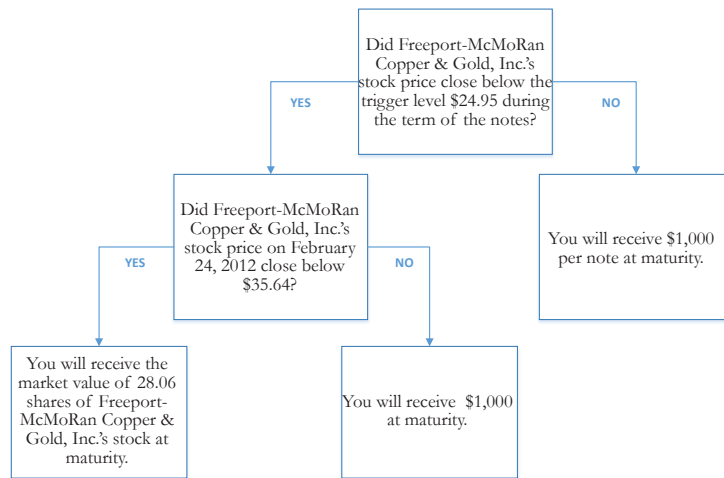 Did Freeport-McMoRan
Copper & Gold, Inc.'s
stock price close below the
trigger level $24.95 during
the term of the notes?
YES
NO
Did Freeport-McMoRan
Copper & Gold, Inc.'s
stock price on February
24, 2012 close below
$35.64?
You will receive $1,000
per note at maturity.
YES
NO
You will receive the
market value of 28.06
shares of Freeport-
McMoRan Copper &
Gold, Inc.'s stock at
maturity.
You will receive $1,000
at maturity.